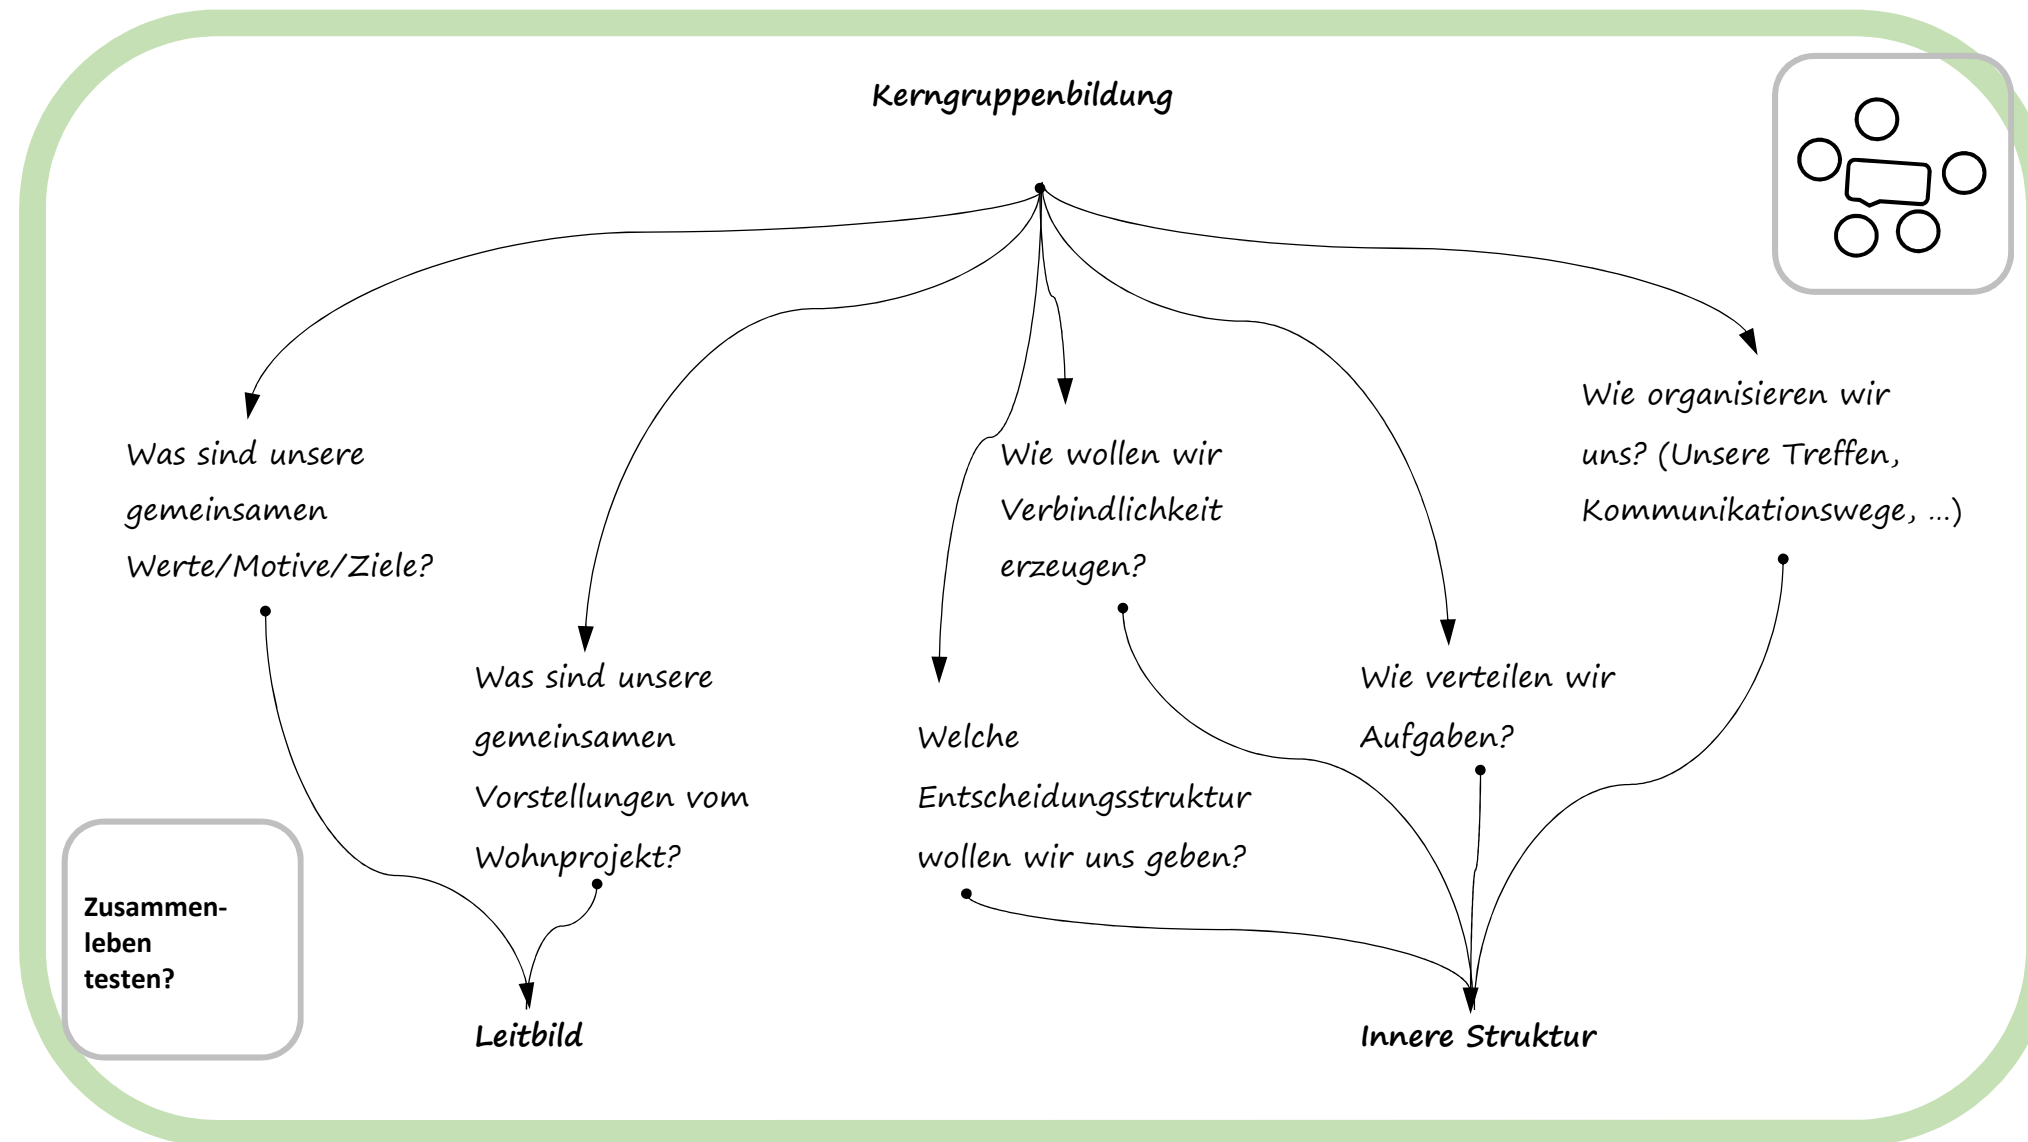 Kerngruppenbildung
Was sind unsere
gemeinsamen
Werte/Motive/Ziele?
Was sind unsere
gemeinsamen
Vorstellungen vom
Wohnprojekt?
Welche
Entscheidungsstruktur
wollen wir uns geben?
Wie wollen wir
Verbindlichkeit
erzeugen?
Wie verteilen wir
Aufgaben?
Wie organisieren wir
uns? (Unsere Treffen,
Kommunikationswege, …)
Zusammen-
leben
testen?
Leitbild
Innere Struktur